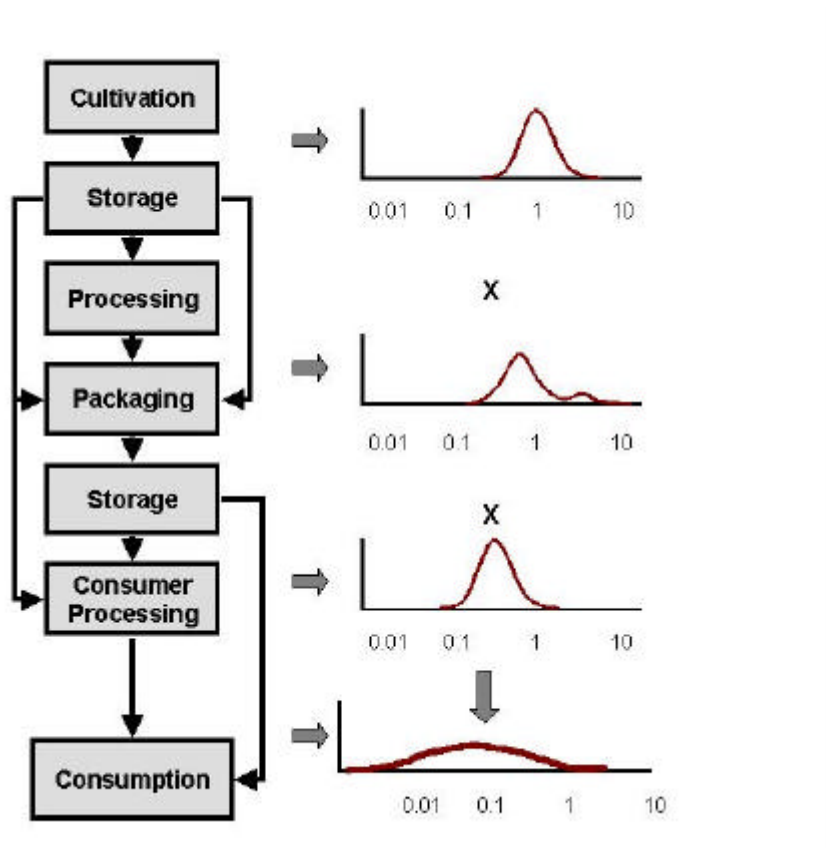 Cultivation
Storage
Processing
Packaging
Storage
Consumer
Processing
Consumption
0.01 0.1 1 10
X
0.01 0.1 1 10
X
0.01 0.1 1 10
0.01 0.1 1 10